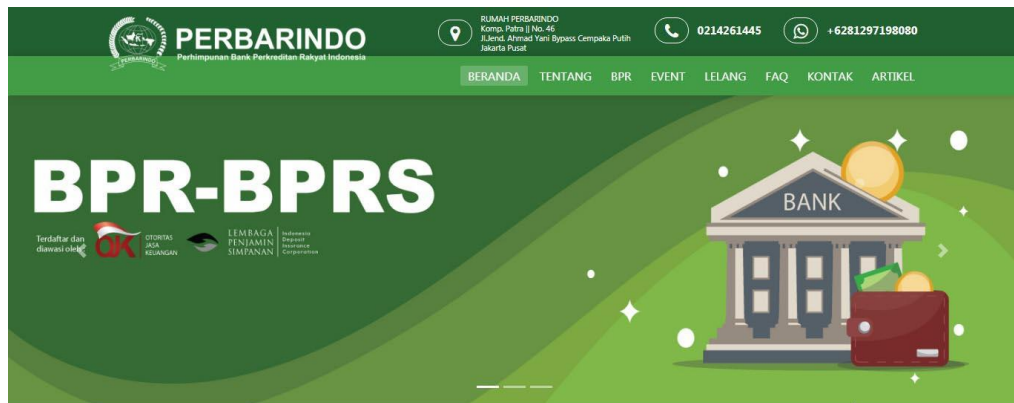 PERBARINDO
Perhimpunan Bank Perkreditan Rakyat Indonesia
PERBARINDO
RUMAH PERBARINDO
Komp. Patra || No. 46
Jl.Jend. Ahmad Yani Bypass Cempaka Putih
Jakarta Pusat
0214261445
+6281297198080
BERANDA TENTANG BPR EVENT LELANG FAQ KONTAK ARTIKEL
BPR-BPRS
Terdaftar dan
diawasi oleh
OJK
OTORITAS
JASA
KEUANGAN
LEMBAGA
PENJAMIN
SIMPANAN
Indonesia
Deposit
Insurance
Corporation
BANK